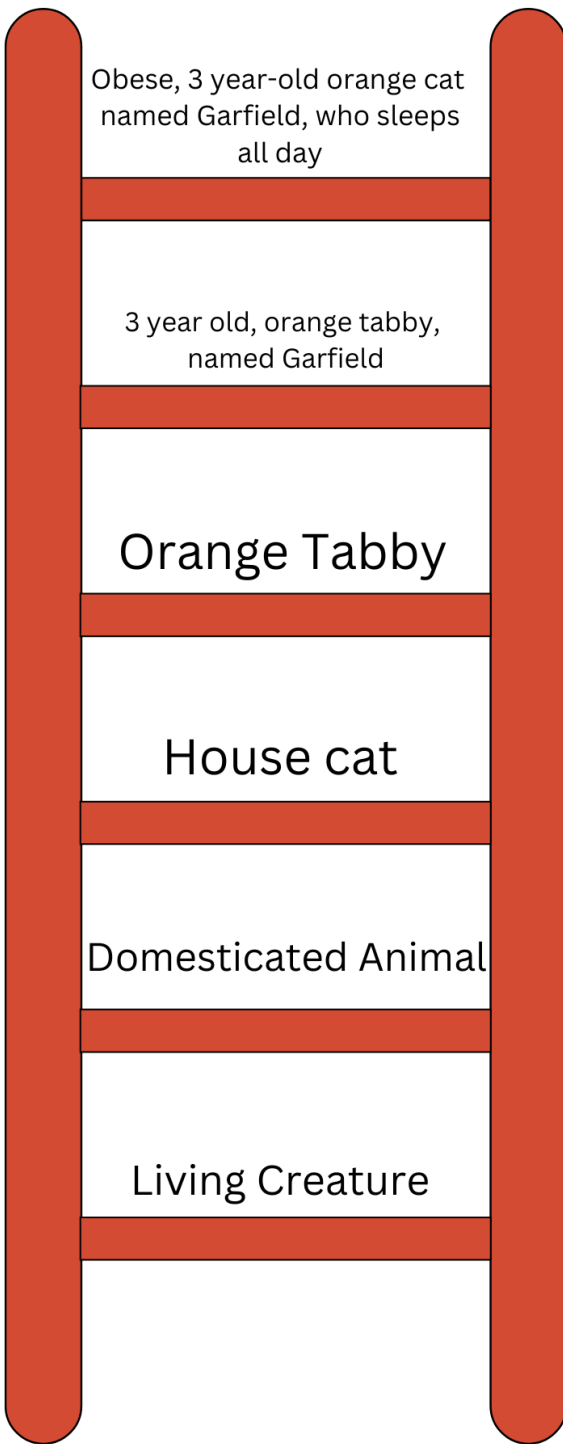 Obese, 3 year-old orange cat
named Garfield, who sleeps
all day
3 year old, orange tabby,
named Garfield
Orange Tabby
House cat
Domesticated Animal
Living Creature